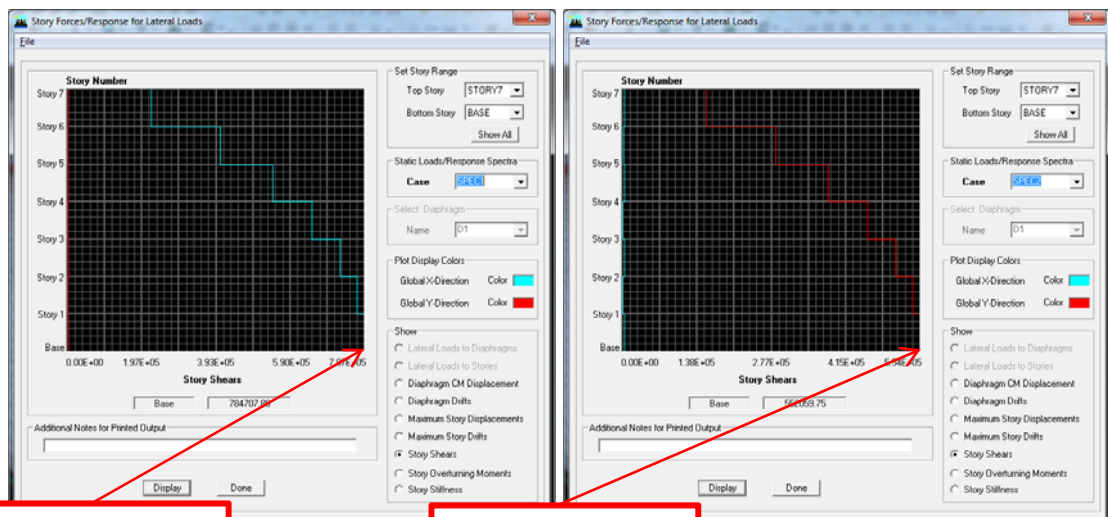 Story Forces/Response for Lateral Loads
File
Story Number
Story 7
Story 6
Story 5
Story 4
Story 3
Story 2
Story 1
Base
0.00E+00 1.97E+05 3.93E+05 5.90E+05
Story Shears
Base
Additional Notes for Printed Output
Display Done
Set Story Range
Top Story STORY7
Bottom Story BASE
Show All
Static Loads/Response Spectra
Case SPEC1
Select Diaphragm
Name D1
Plot Display Colors
Global X-Direction Color
Global Y-Direction Color
Show
Lateral Loads to Diaphragms
Lateral Loads to Stories
Diaphragm CM Displacement
Diaphragm Drifts
Maximum Story Displacements
Maximum Story Drifts
Story Shears
Story Overturning Moments
Story Stiffness
Story Forces/Response for Lateral Loads
File
Story Number
Story 7
Story 6
Story 5
Story 4
Story 3
Story 2
Story 1
Base
0.00E+00 1.38E+05 2.77E+05 4.15E+05
Story Shears
Base
Additional Notes for Printed Output
Display Done
Set Story Range
Top Story STORY7
Bottom Story BASE
Show All
Static Loads/Response Spectra
Case SPEC2
Select Diaphragm
Name D1
Plot Display Colors
Global X-Direction Color
Global Y-Direction Color
Show
Lateral Loads to Diaphragms
Lateral Loads to Stories
Diaphragm CM Displacement
Diaphragm Drifts
Maximum Story Displacements
Maximum Story Drifts
Story Shears
Story Overturning Moments
Story Stiffness